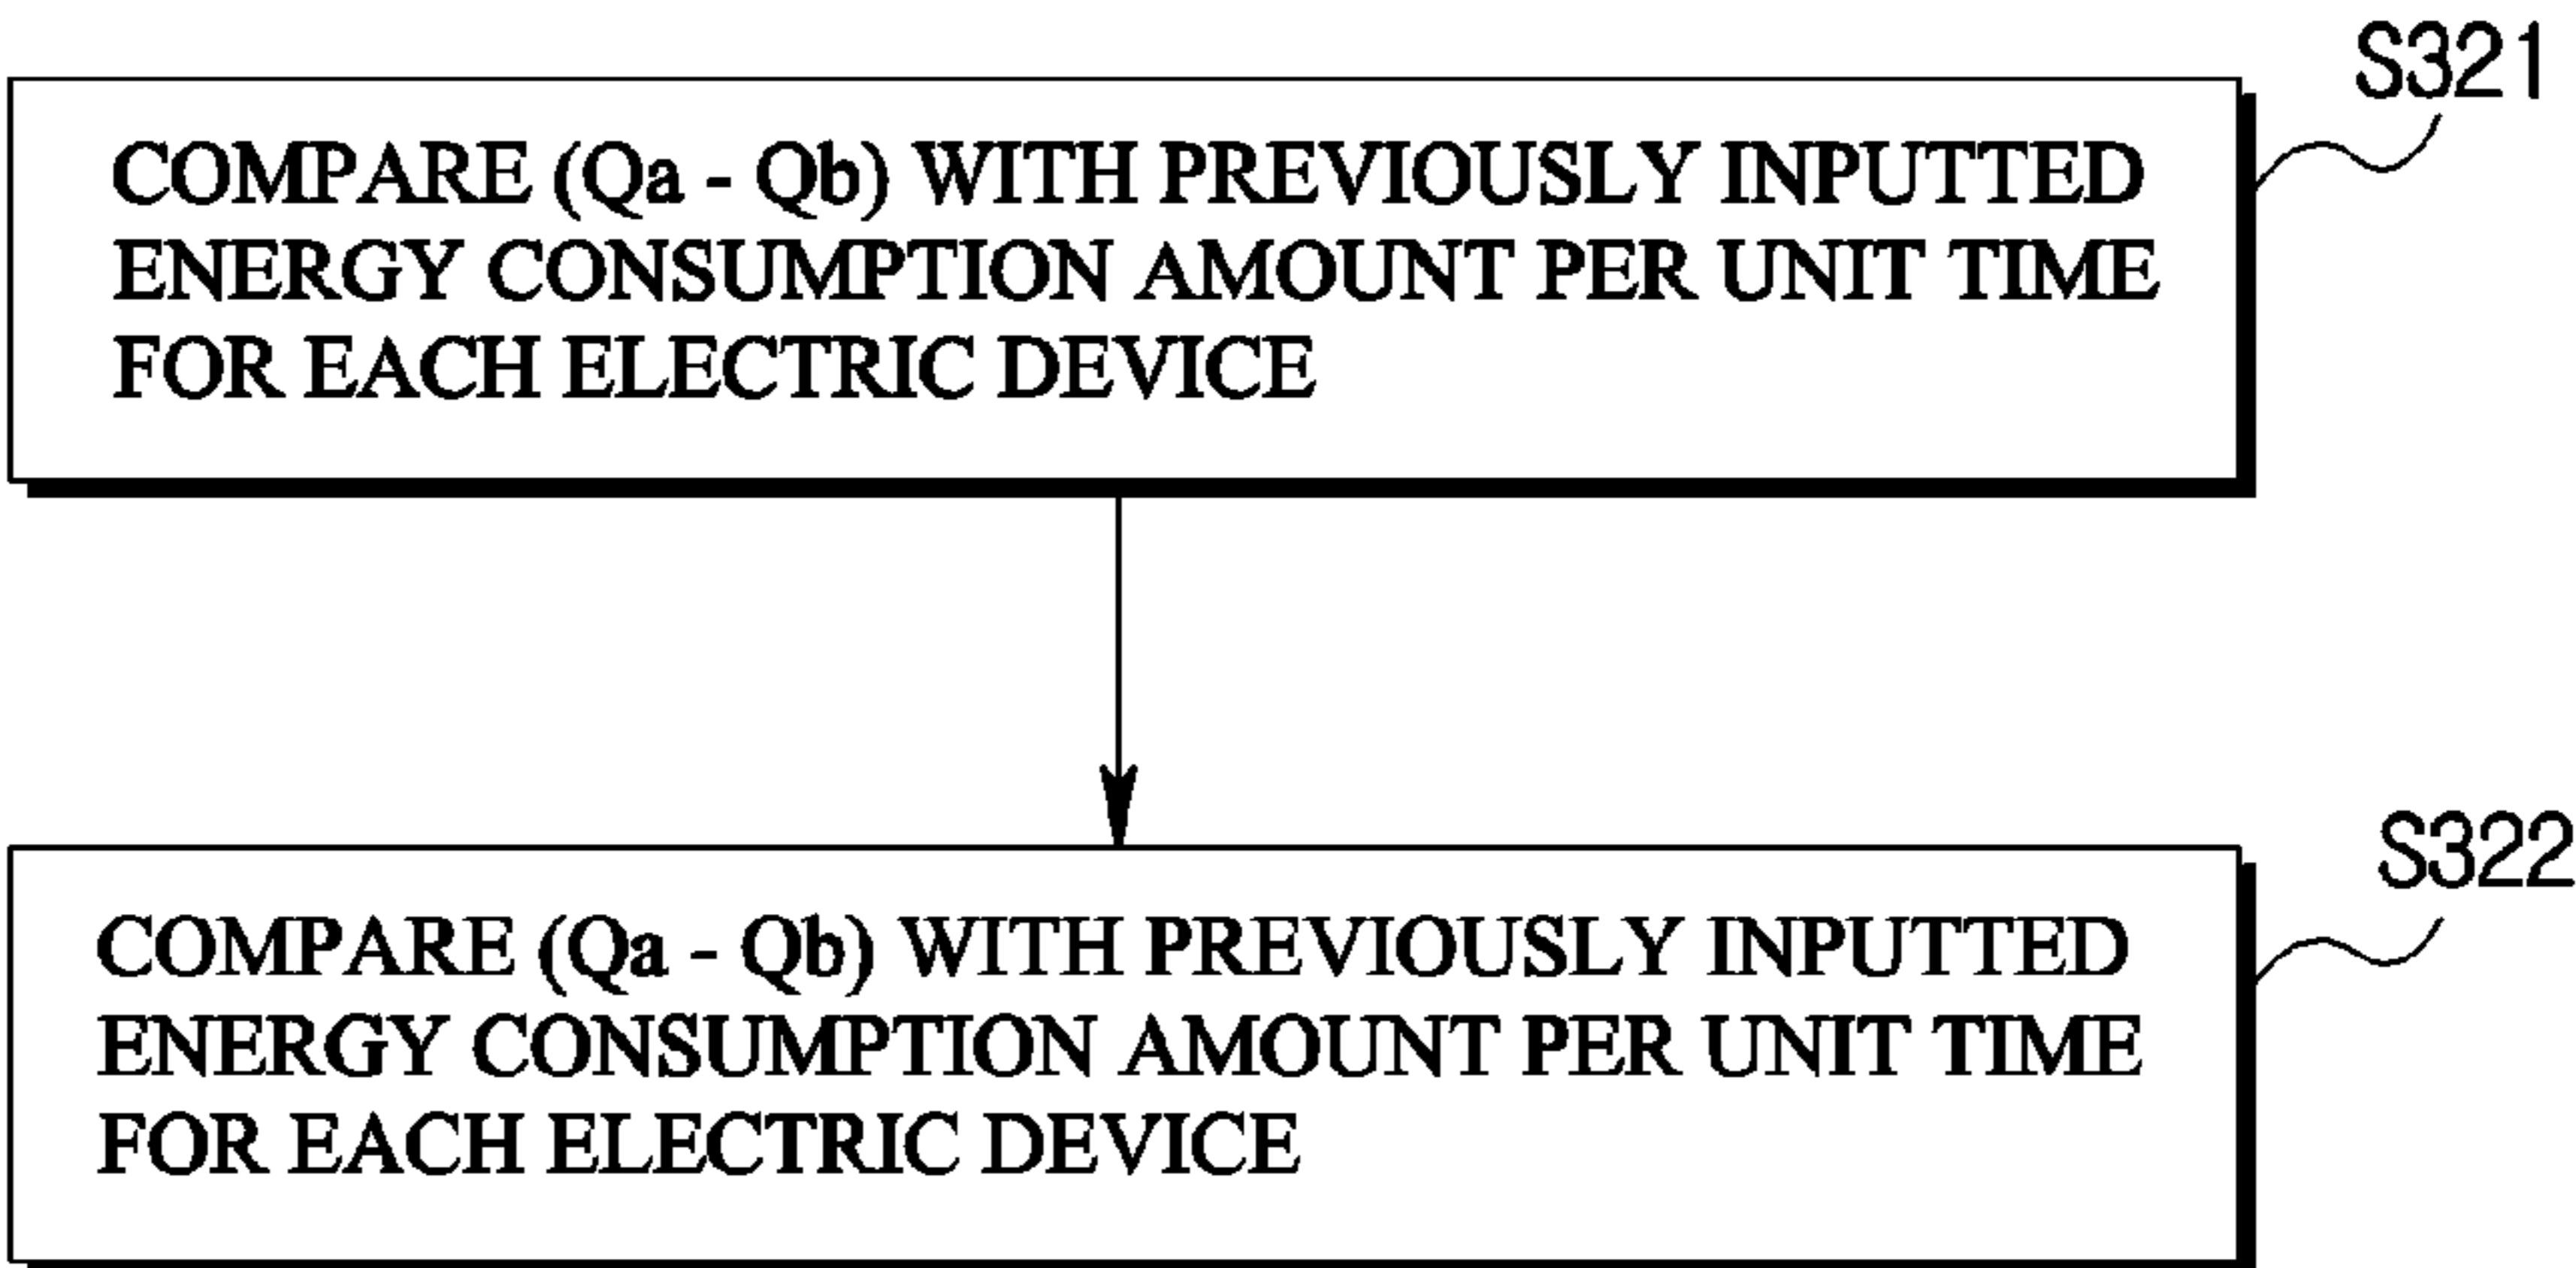 S321
COMPARE (Qa - Qb) WITH PREVIOUSLY INPUTTED
ENERGY CONSUMPTION AMOUNT PER UNIT TIME
FOR EACH ELECTRIC DEVICE
S322
COMPARE (Qa - Qb) WITH PREVIOUSLY INPUTTED
ENERGY CONSUMPTION AMOUNT PER UNIT TIME
FOR EACH ELECTRIC DEVICE